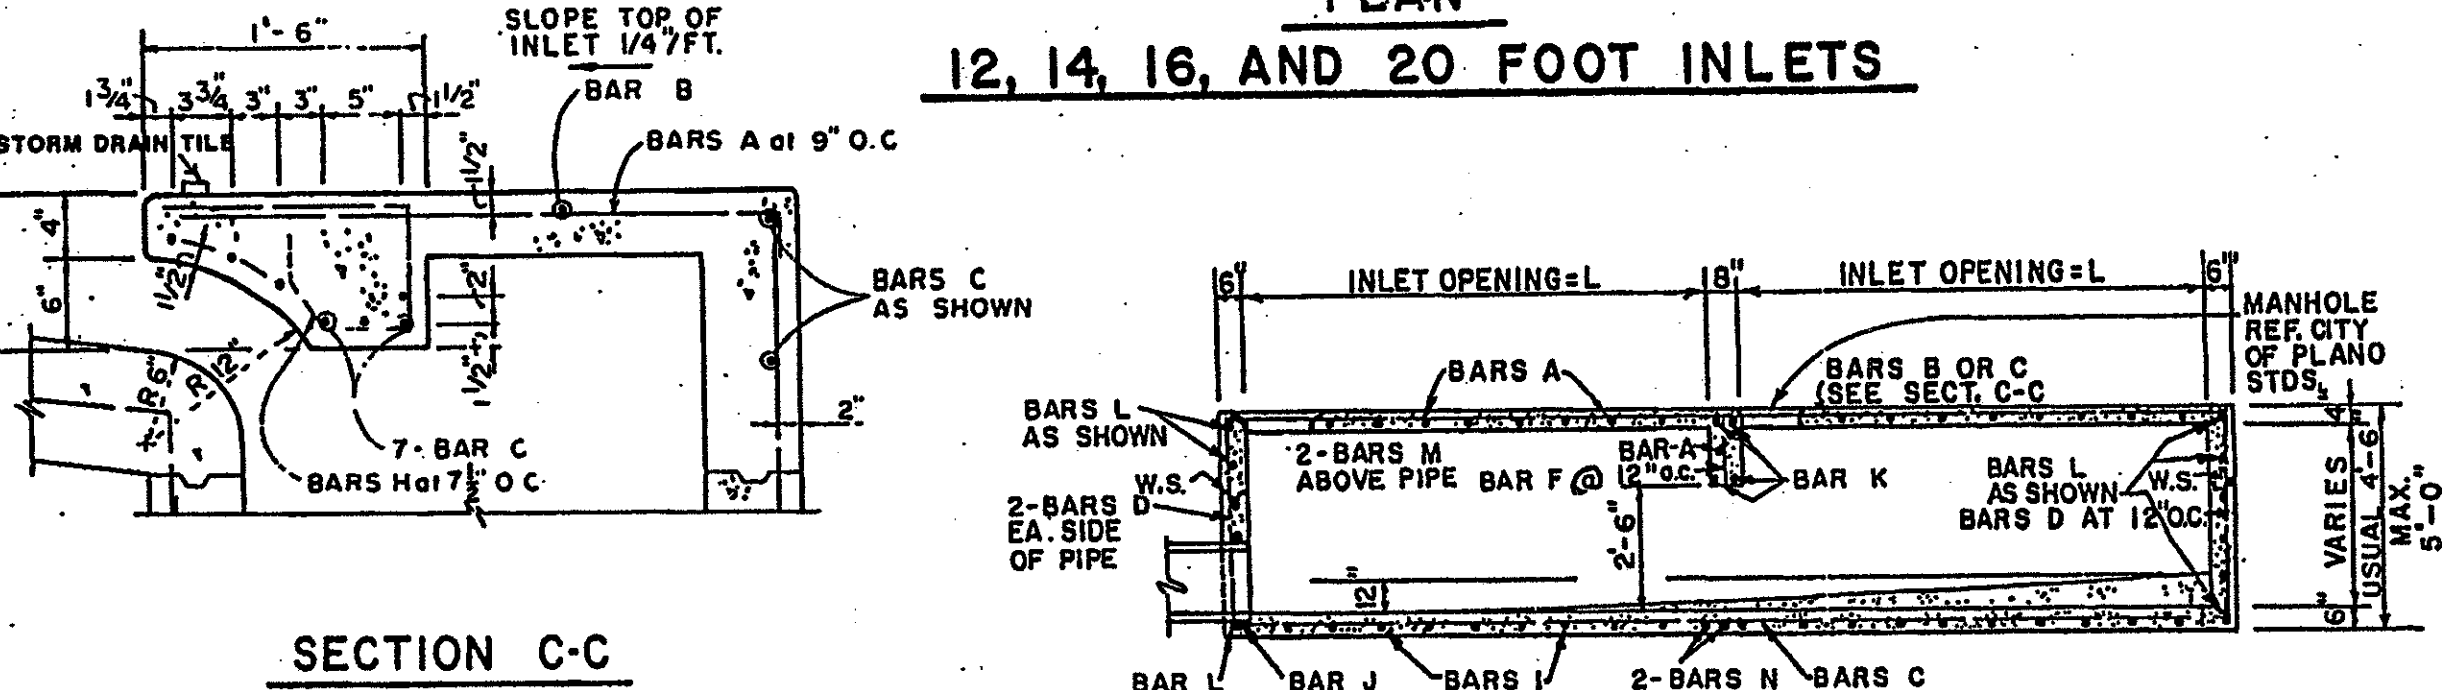 PLAN
12, 14, 16, AND 20 FOOT INLETS
SLOPE TOP OF
INLET 1/4"/FT.
1'-6"
BAR B
1 3/4"
3 3/4"
3"
3"
5"
1 1/2"
STORM DRAIN TILE
BARS A at 9" O.C
1 1/2"
4"
6"
1 1/2"
2"
1 1/2"
BARS C
AS SHOWN
R 6"
R 12"
2"
7-BAR C
BARS H at 7 1/2" O C
SECTION C-C
6"
INLET OPENING=L
8"
INLET OPENING=L
6"
MANHOLE
REF. CITY
OF PLANO
STDS.
BARS A
BARS B OR C
(SEE SECT. C-C
BARS L
AS SHOWN
2-BARS M
ABOVE PIPE
BAR-A
BAR F @ 12" O.C.
BAR K
BARS L
AS SHOWN
W.S.
W.S.
2-BARS D
EA. SIDE
OF PIPE
BARS D AT 12" O.C.
2'-6"
12"
4"
VARIES
6"
USUAL 4'-6"
MAX.
5'-0"
BAR L
BAR J
BARS I
2-BARS N
BARS C